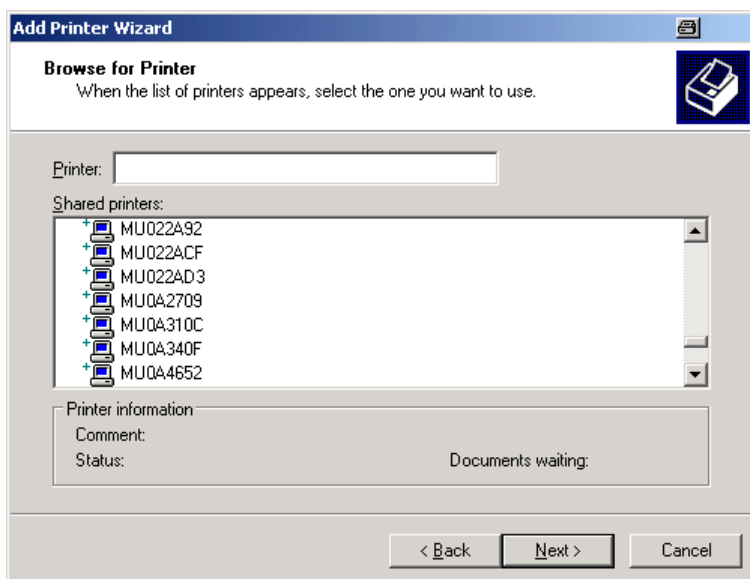 Add Printer Wizard
Browse for Printer
When the list of printers appears, select the one you want to use.
Printer:
Shared printers:
MU022A92
MU022ACF
MU022AD3
MU0A2709
MU0A310C
MU0A340F
MU0A4652
Printer information
Comment:
Status: Documents waiting:
< Back Next > Cancel